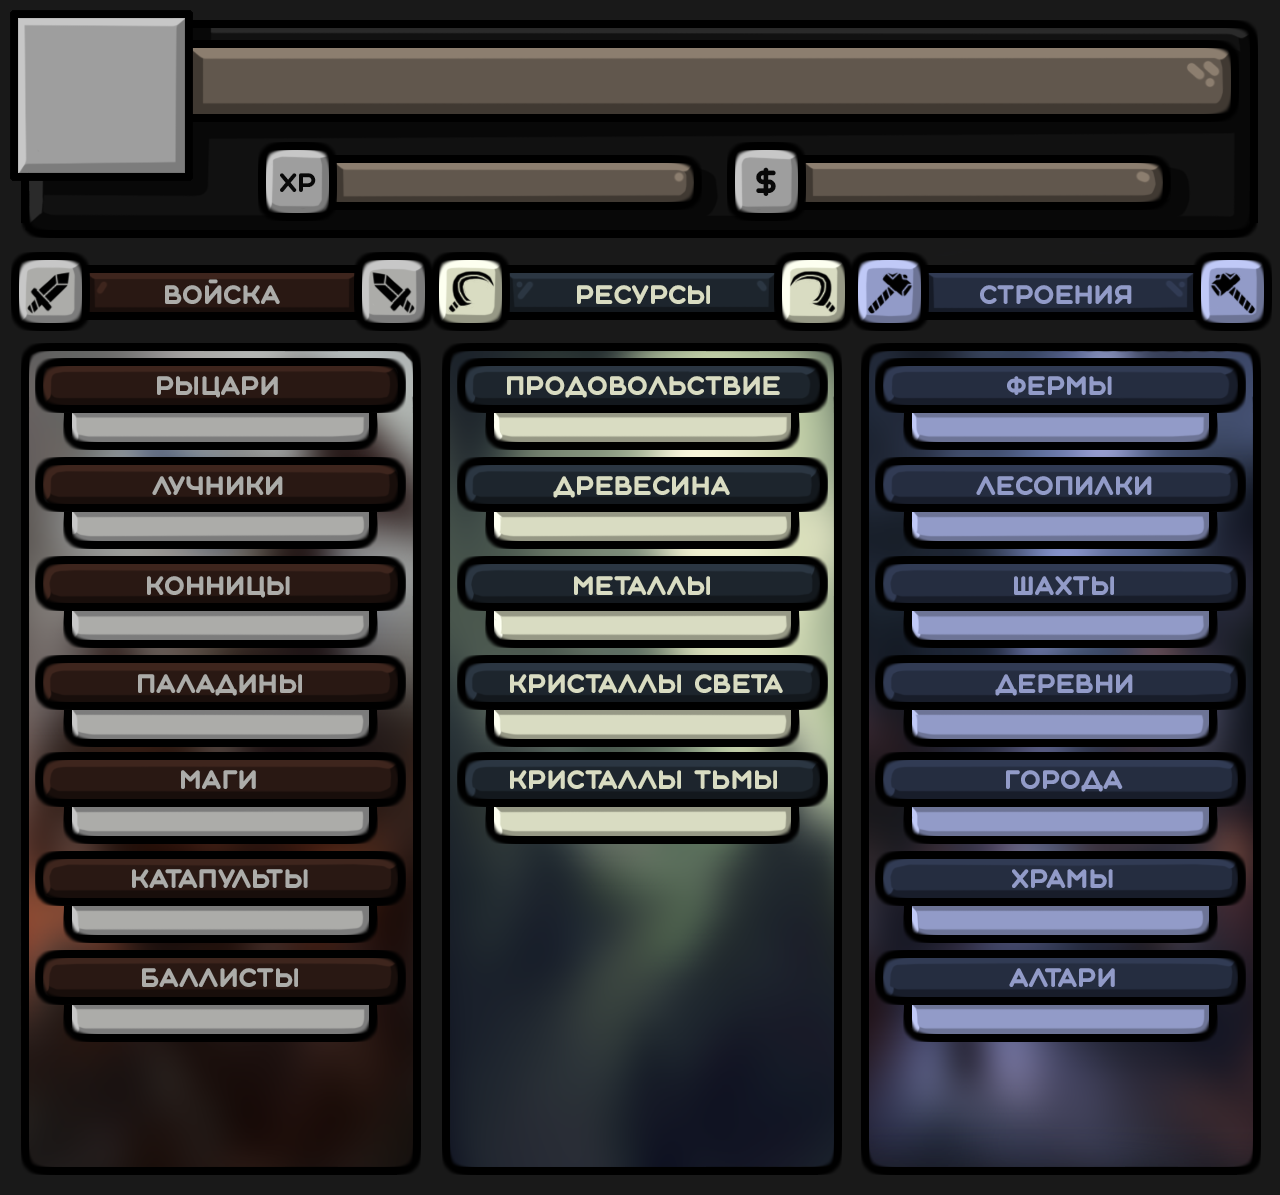 XP $
ВОЙСКА РЕСУРСЫ СТРОЕНИЯ
РЫЦАРИ ПРОДОВОЛЬСТВИЕ ФЕРМЫ
ЛУЧНИКИ ДРЕВЕСИНА ЛЕСОПИЛКИ
КОННИЦЫ МЕТАЛЛЫ ШАХТЫ
ПАЛАДИНЫ КРИСТАЛЛЫ СВЕТА ДЕРЕВНИ
МАГИ КРИСТАЛЛЫ ТЬМЫ ГОРОДА
КАТАПУЛЬТЫ ХРАМЫ
БАЛЛИСТЫ АЛТАРИ